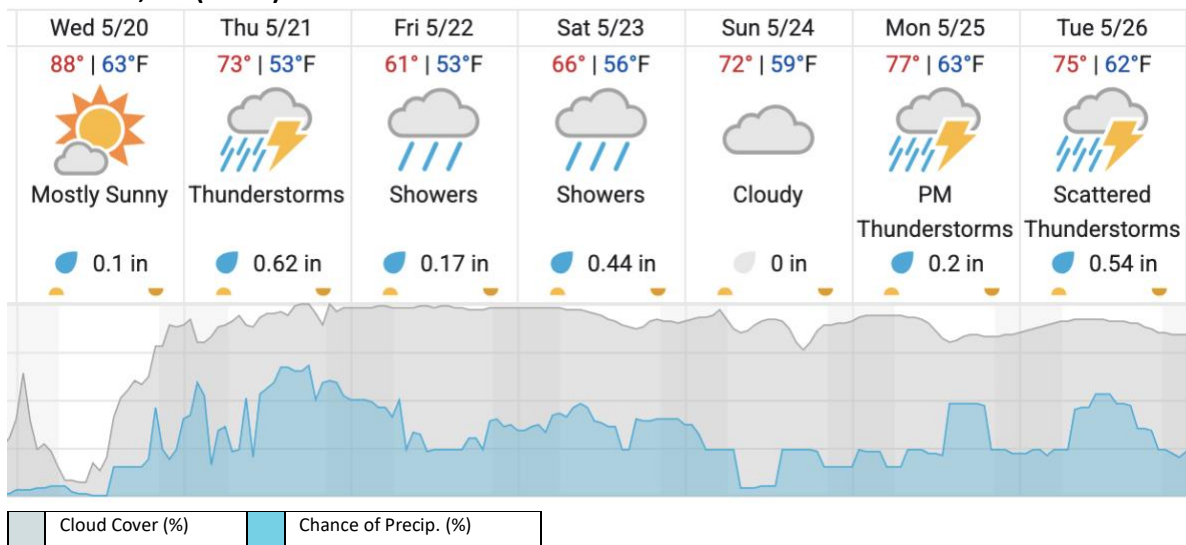 Wed 5/20 Thu 5/21 Fri 5/22 Sat 5/23 Sun 5/24 Mon 5/25 Tue 5/26
88° | 63°F 73° | 53°F 61° | 53°F 66° | 56°F 72° | 59°F 77° | 63°F 75° | 62°F
Mostly Sunny Thunderstorms Showers Showers Cloudy PM Scattered
Thunderstorms Thunderstorms
0.1 in 0.62 in 0.17 in 0.44 in 0 in 0.2 in 0.54 in
Cloud Cover (%) Chance of Precip. (%)